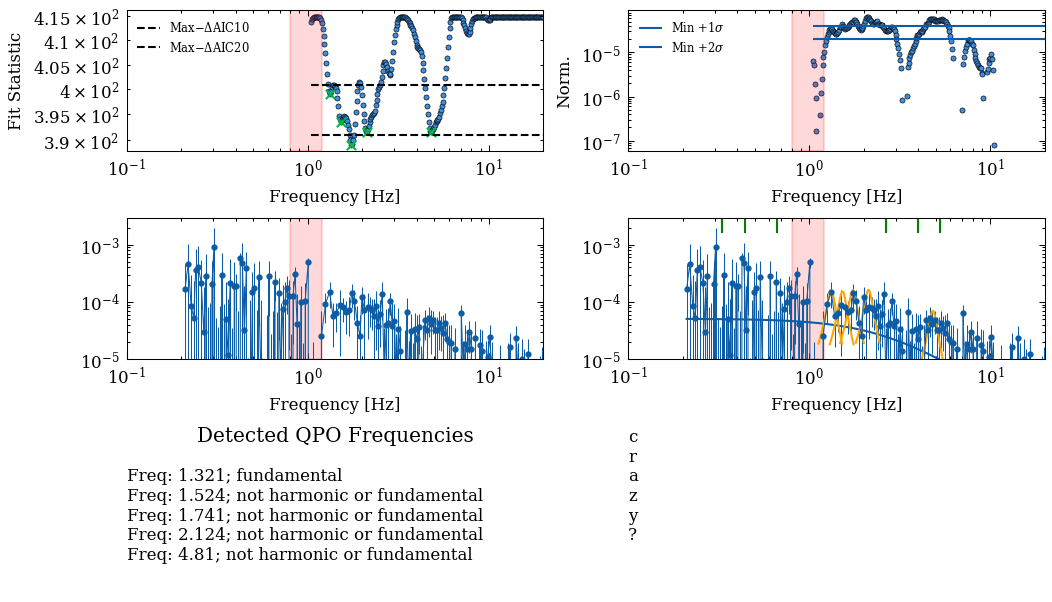 4.15 × 10²
4.1 × 10²
4.05 × 10²
4 × 10²
3.95 × 10²
3.9 × 10²
Fit Statistic
Max−ΔAIC10
Max−ΔAIC20
10⁻¹ 10⁰ 10¹
Frequency [Hz]
10⁻⁵
10⁻⁶
10⁻⁷
Norm.
Min +1σ
Min +2σ
10⁻¹ 10⁰ 10¹
Frequency [Hz]
10⁻³
10⁻⁴
10⁻⁵
10⁻¹ 10⁰ 10¹
Frequency [Hz]
10⁻³
10⁻⁴
10⁻⁵
10⁻¹ 10⁰ 10¹
Frequency [Hz]
Detected QPO Frequencies
Freq: 1.321; fundamental
Freq: 1.524; not harmonic or fundamental
Freq: 1.741; not harmonic or fundamental
Freq: 2.124; not harmonic or fundamental
Freq: 4.81; not harmonic or fundamental
c
r
a
z
y
?